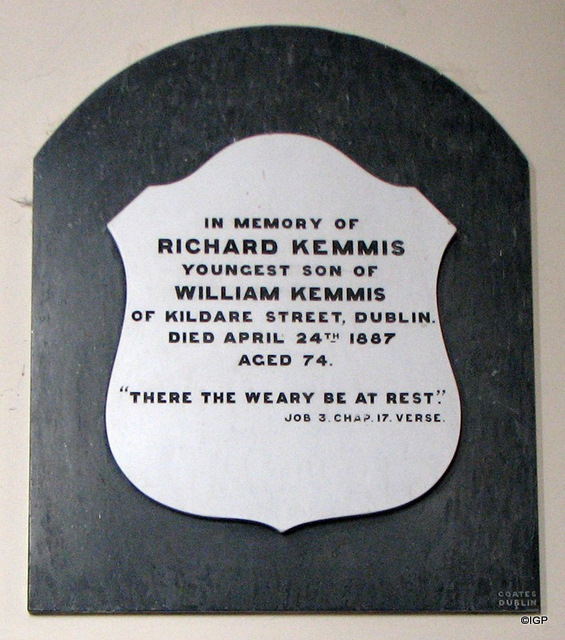 IN MEMORY OF
RICHARD KEMMIS
YOUNGEST SON OF
WILLIAM KEMMIS
OF KILDARE STREET, DUBLIN.
DIED APRIL 24TH 1887
AGED 74.
"THERE THE WEARY BE AT REST."
JOB 3. CHAP. 17. VERSE.
COATES
DUBLIN
©IGP